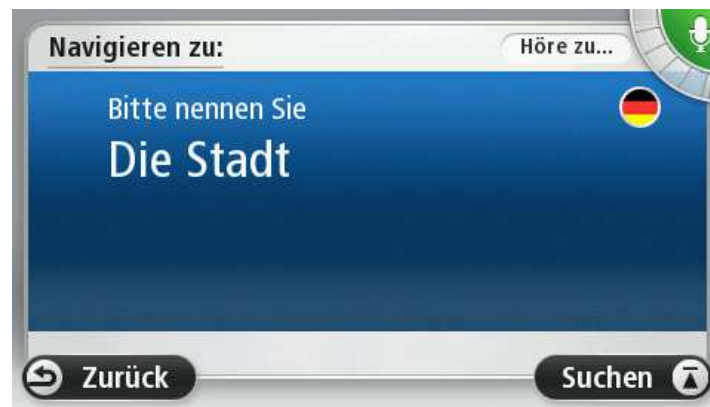 Navigieren zu:
Höre zu...
Bitte nennen Sie
Die Stadt
Zurück
Suchen